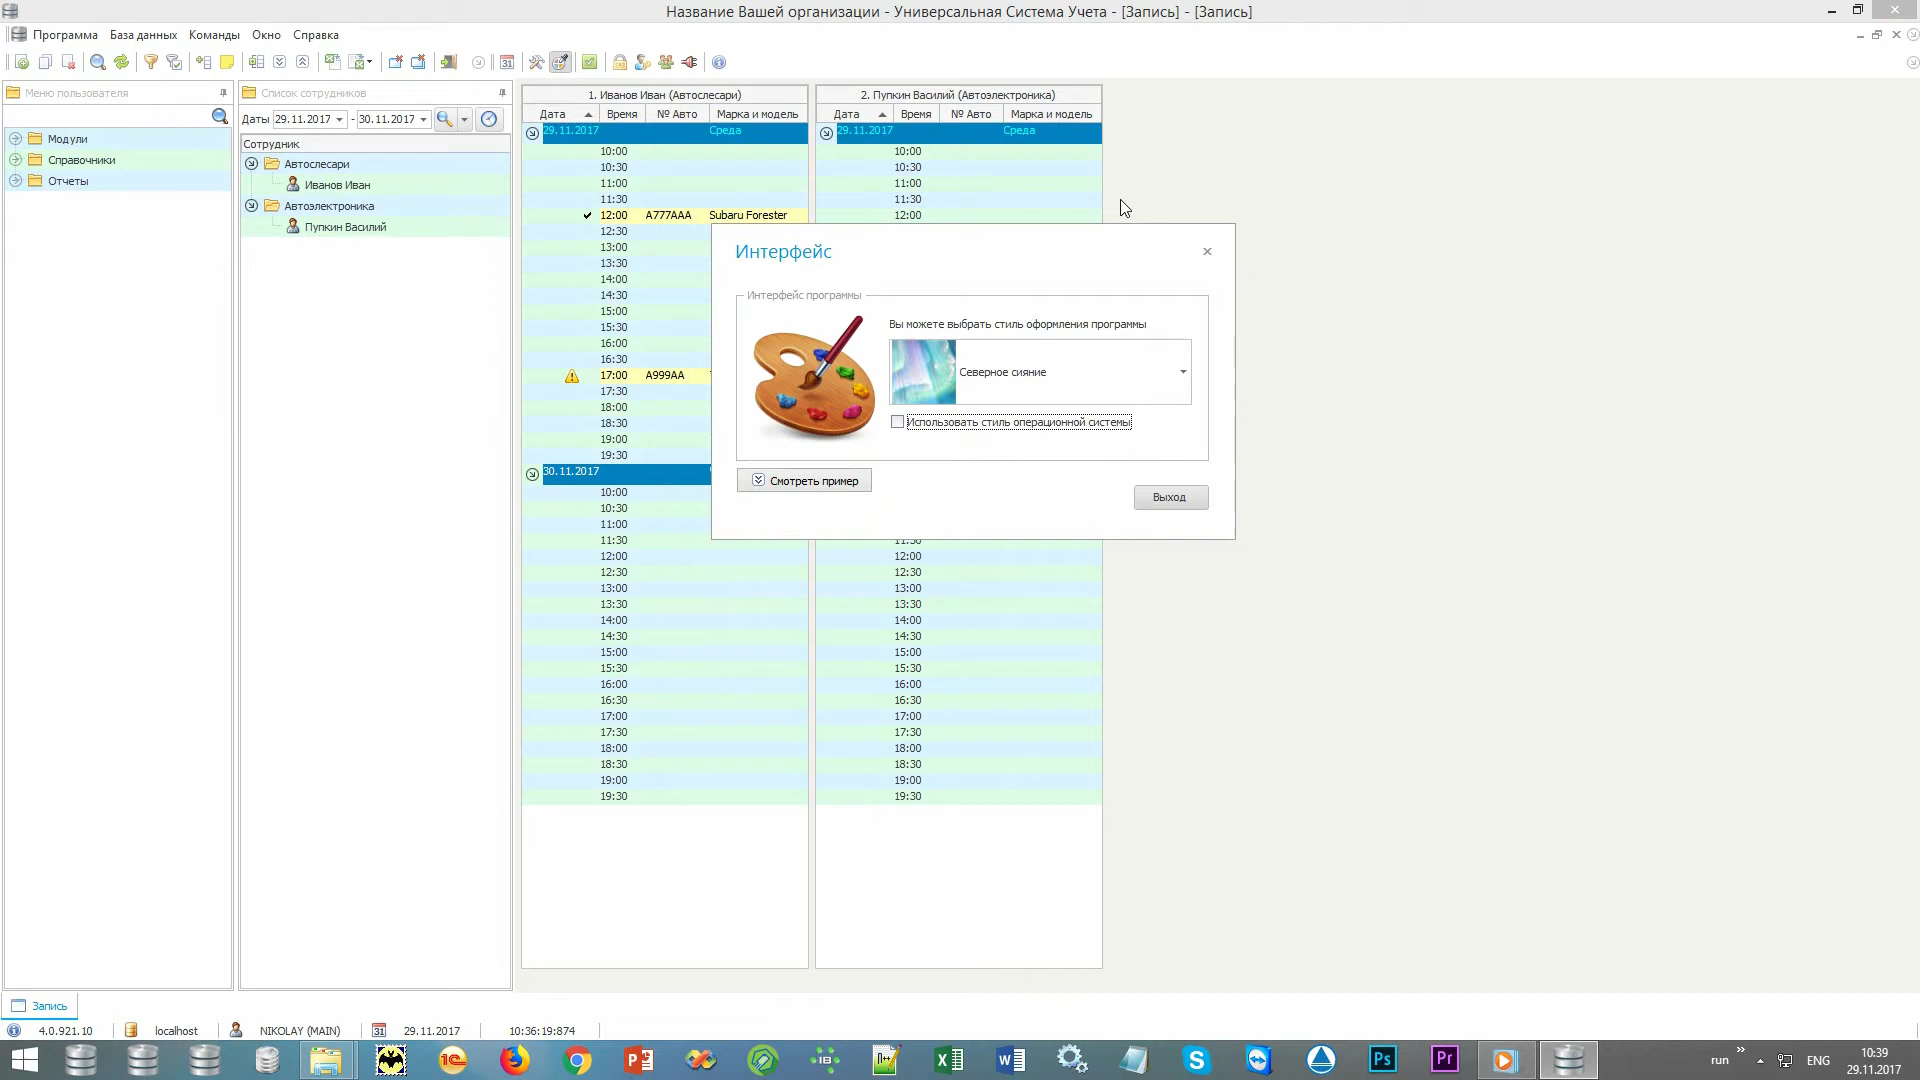 Название Вашей организации - Универсальная Система Учета - [Запись] - [Запись]
Программа База данных Команды Окно Справка
Меню пользователя
Модули
Справочники
Отчеты
Список сотрудников
Даты 29.11.2017 - 30.11.2017
Сотрудник
Автослесари
Иванов Иван
Автоэлектроника
Пупкин Василий
1. Иванов Иван (Автослесари)
Дата Время № Авто Марка и модель
29.11.2017 Среда
10:00
10:30
11:00
11:30
12:00 A777AAA Subaru Forester
12:30
13:00
13:30
14:00
14:30
15:00
15:30
16:00
16:30
17:00 A999AA
17:30
18:00
18:30
19:00
19:30
30.11.2017
10:00
10:30
11:00
11:30
12:00
12:30
13:00
13:30
14:00
14:30
15:00
15:30
16:00
16:30
17:00
17:30
18:00
18:30
19:00
19:30
2. Пупкин Василий (Автоэлектроника)
Дата Время № Авто Марка и модель
29.11.2017 Среда
10:00
10:30
11:00
11:30
12:00
11:30
12:00
12:30
13:00
13:30
14:00
14:30
15:00
15:30
16:00
16:30
17:00
17:30
18:00
18:30
19:00
19:30
Интерфейс
Интерфейс программы
Вы можете выбрать стиль оформления программы
Северное сияние
Использовать стиль операционной системы
Смотреть пример
Выход
Запись
4.0.921.10 localhost NIKOLAY (MAIN) 31 29.11.2017 10:36:19:874
1С IB Ps Pr
run ENG 10:39
29.11.2017